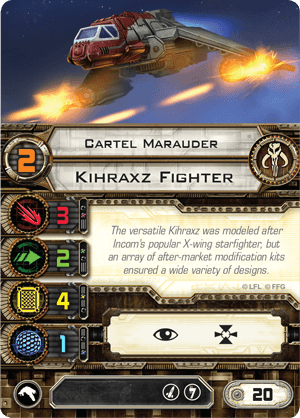 Cartel Marauder
2
Kihraxz Fighter
3
2
4
1
The versatile Kihraxz was modeled after
Incom's popular X-wing starfighter, but
an array of after-market modification kits
ensured a wide variety of designs.
© LFL © FFG
20